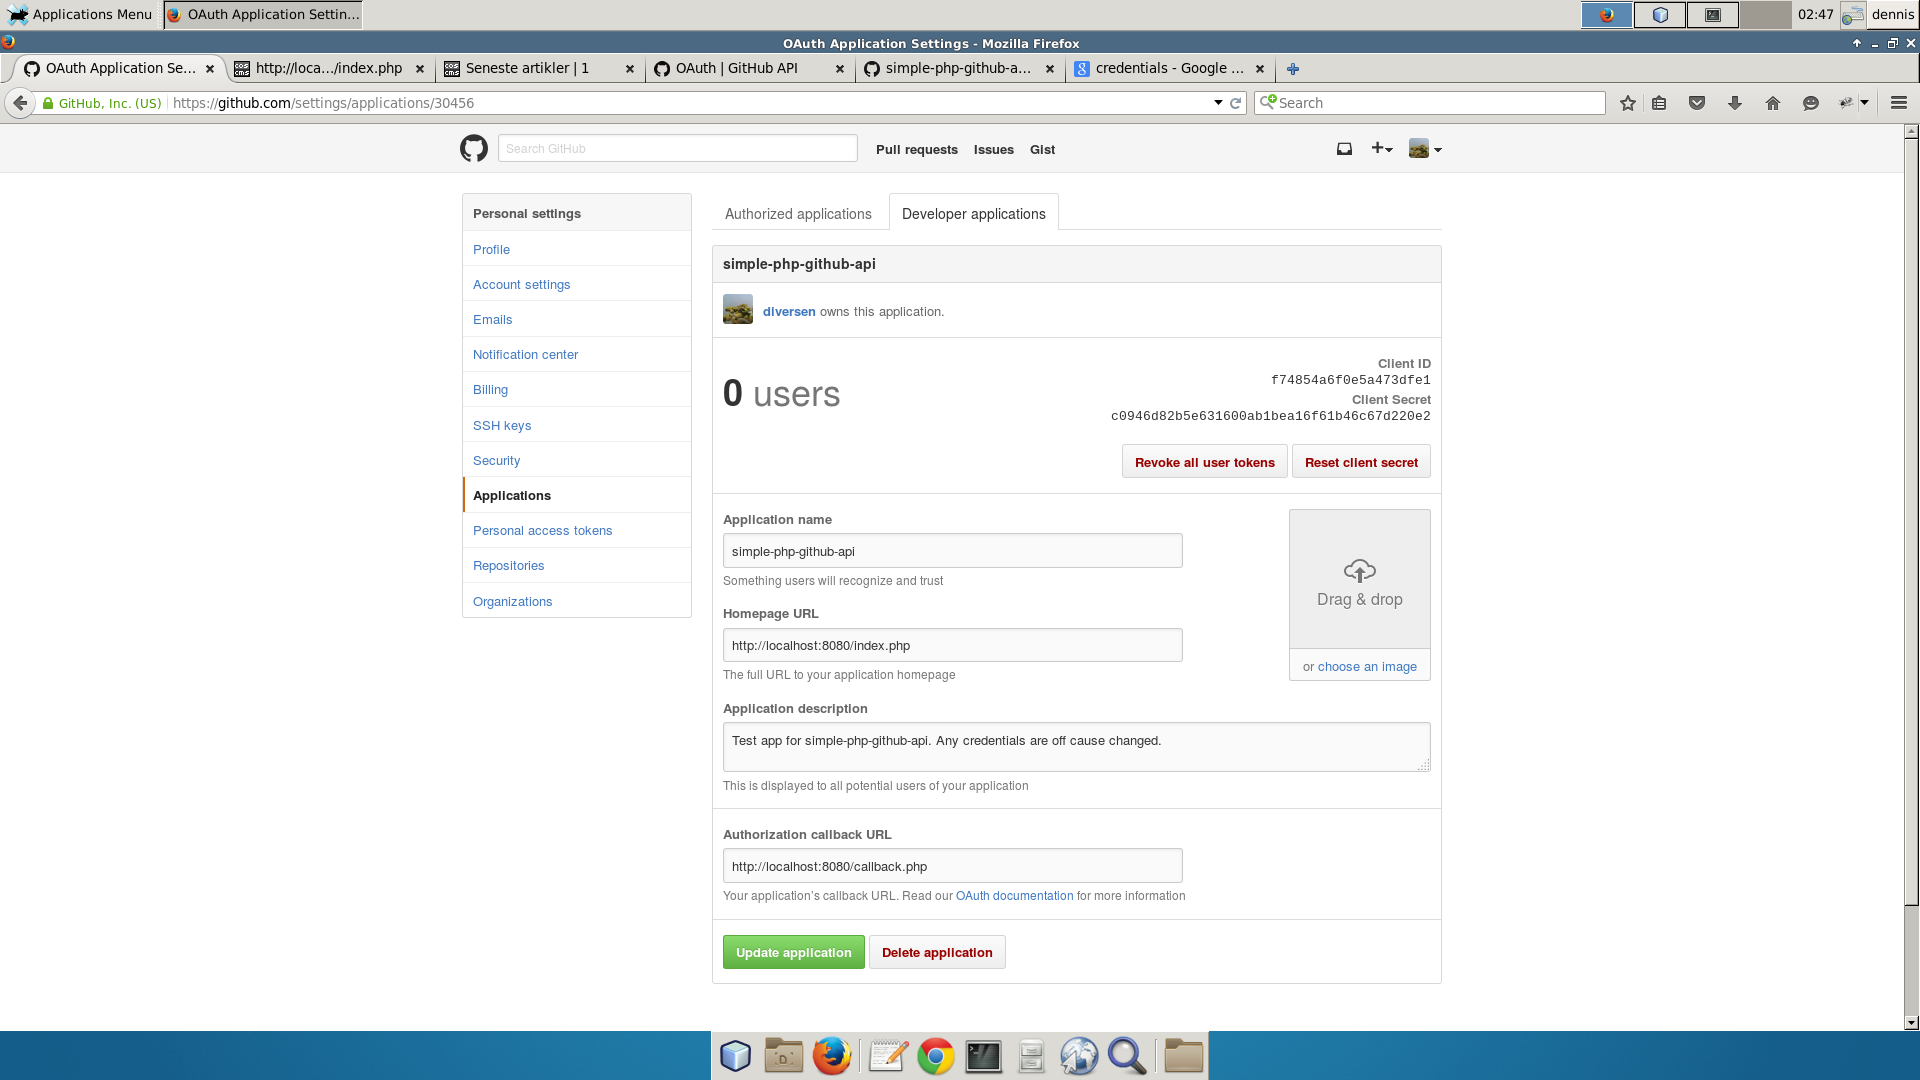 Applications Menu
OAuth Application Settin...
02:47
dennis
OAuth Application Settings - Mozilla Firefox
OAuth Application Se...
http://loca.../index.php
Seneste artikler | 1
OAuth | GitHub API
simple-php-github-a...
credentials - Google ...
GitHub, Inc. (US)
https://github.com/settings/applications/30456
Search
Search GitHub
Pull requests
Issues
Gist
Personal settings
Profile
Account settings
Emails
Notification center
Billing
SSH keys
Security
Applications
Personal access tokens
Repositories
Organizations
Authorized applications
Developer applications
simple-php-github-api
diversen owns this application.
0 users
Client ID
f74854a6f0e5a473dfe1
Client Secret
c0946d82b5e631600ab1bea16f61b46c67d220e2
Revoke all user tokens
Reset client secret
Application name
simple-php-github-api
Something users will recognize and trust
Drag & drop
or choose an image
Homepage URL
http://localhost:8080/index.php
The full URL to your application homepage
Application description
Test app for simple-php-github-api. Any credentials are off cause changed.
This is displayed to all potential users of your application
Authorization callback URL
http://localhost:8080/callback.php
Your application's callback URL. Read our OAuth documentation for more information
Update application
Delete application